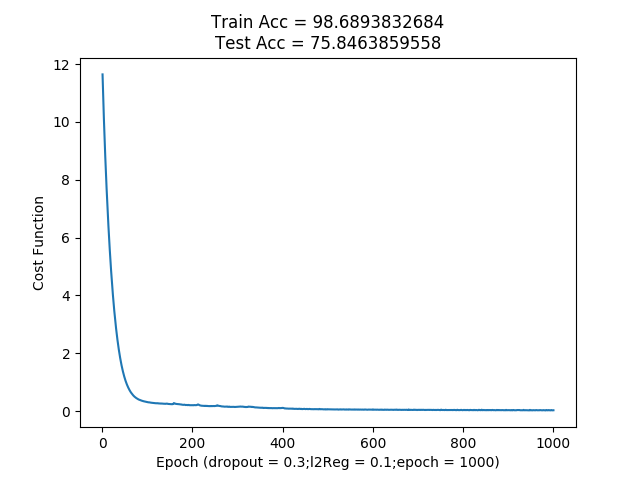 Train Acc = 98.6893832684
Test Acc = 75.8463859558
12
10
8
6
4
2
0
Cost Function
0 200 400 600 800 1000
Epoch (dropout = 0.3;l2Reg = 0.1;epoch = 1000)